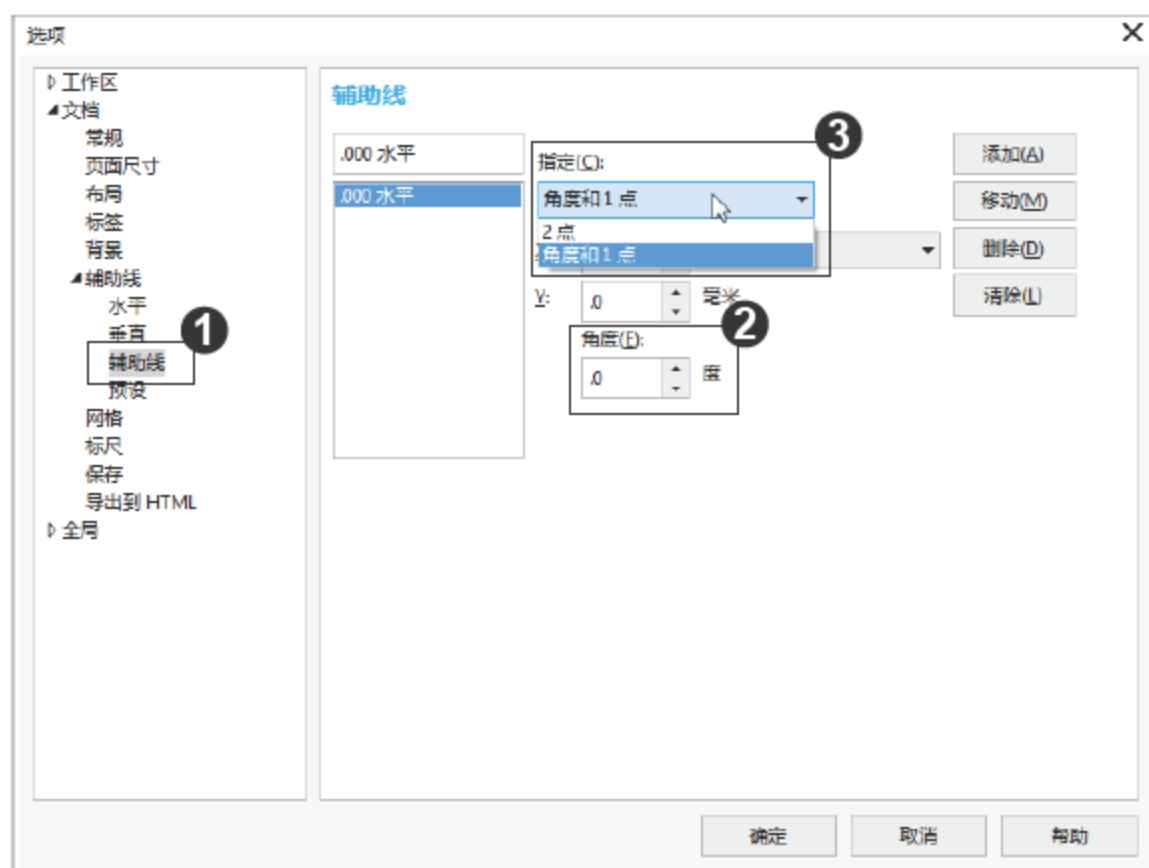 选项
工作区
文档
常规
页面尺寸
布局
标签
背景
辅助线
水平
垂直
辅助线
预设
网格
标尺
保存
导出到 HTML
全局
1
辅助线
.000 水平
.000 水平
3
指定(C):
角度和1点
2点
角度和1点
Y: .0 毫米
2
角度(F):
.0 度
添加(A)
移动(M)
删除(D)
清除(L)
确定 取消 帮助